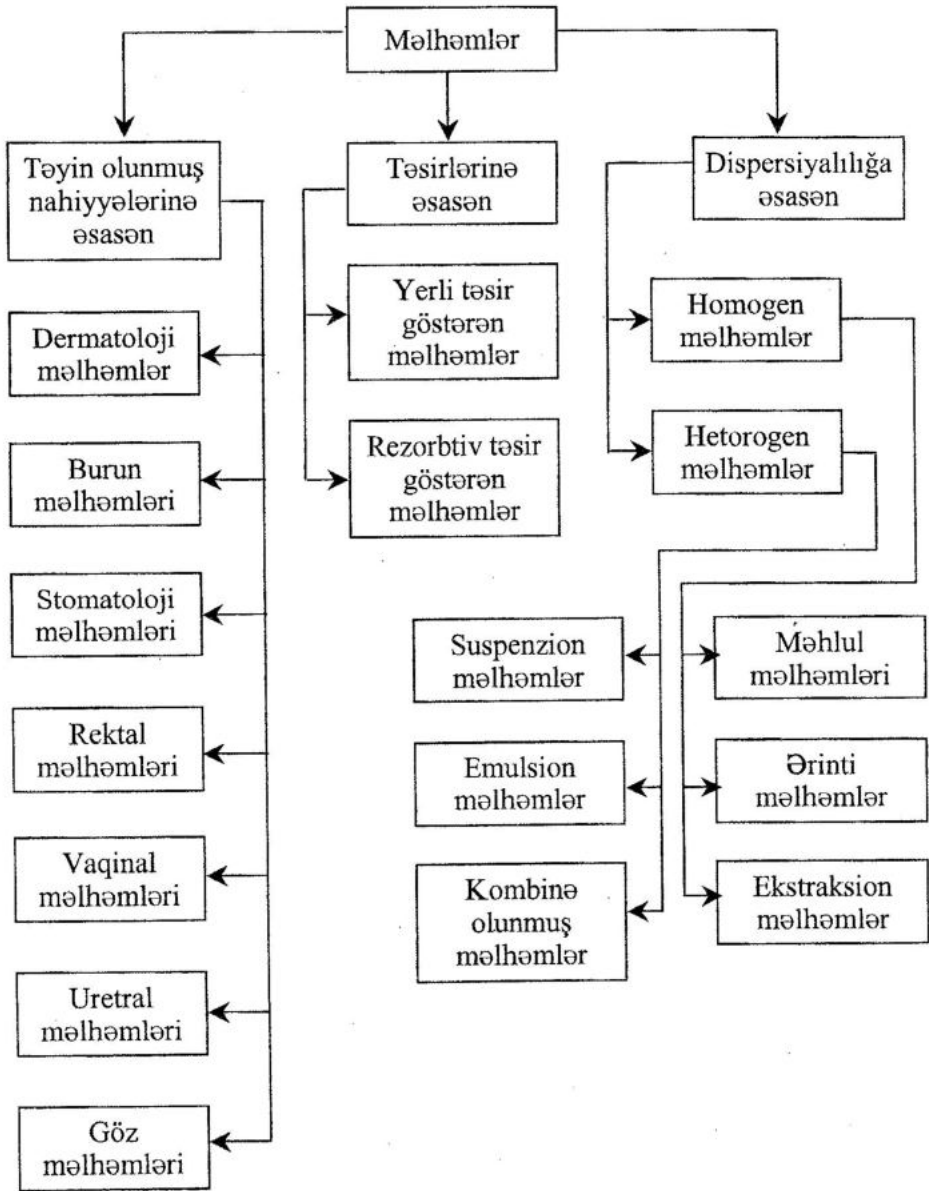 Məlhəmlər
Təyin olunmuş
nahiyyələrinə
əsasən
Təsirlərinə
əsasən
Dispersiyalılığa
əsasən
Dermatoloji
məlhəmlər
Burun
məlhəmləri
Stomatoloji
məlhəmləri
Rektal
məlhəmləri
Vaqinal
məlhəmləri
Uretral
məlhəmləri
Göz
məlhəmləri
Yerli təsir
göstərən
məlhəmlər
Rezorbtiv təsir
göstərən
məlhəmlər
Homogen
məlhəmlər
Hetorogen
məlhəmlər
Suspenzion
məlhəmlər
Emulsion
məlhəmlər
Kombinə
olunmuş
məlhəmlər
Məhlul
məlhəmləri
Ərinti
məlhəmlər
Ekstraksion
məlhəmlər